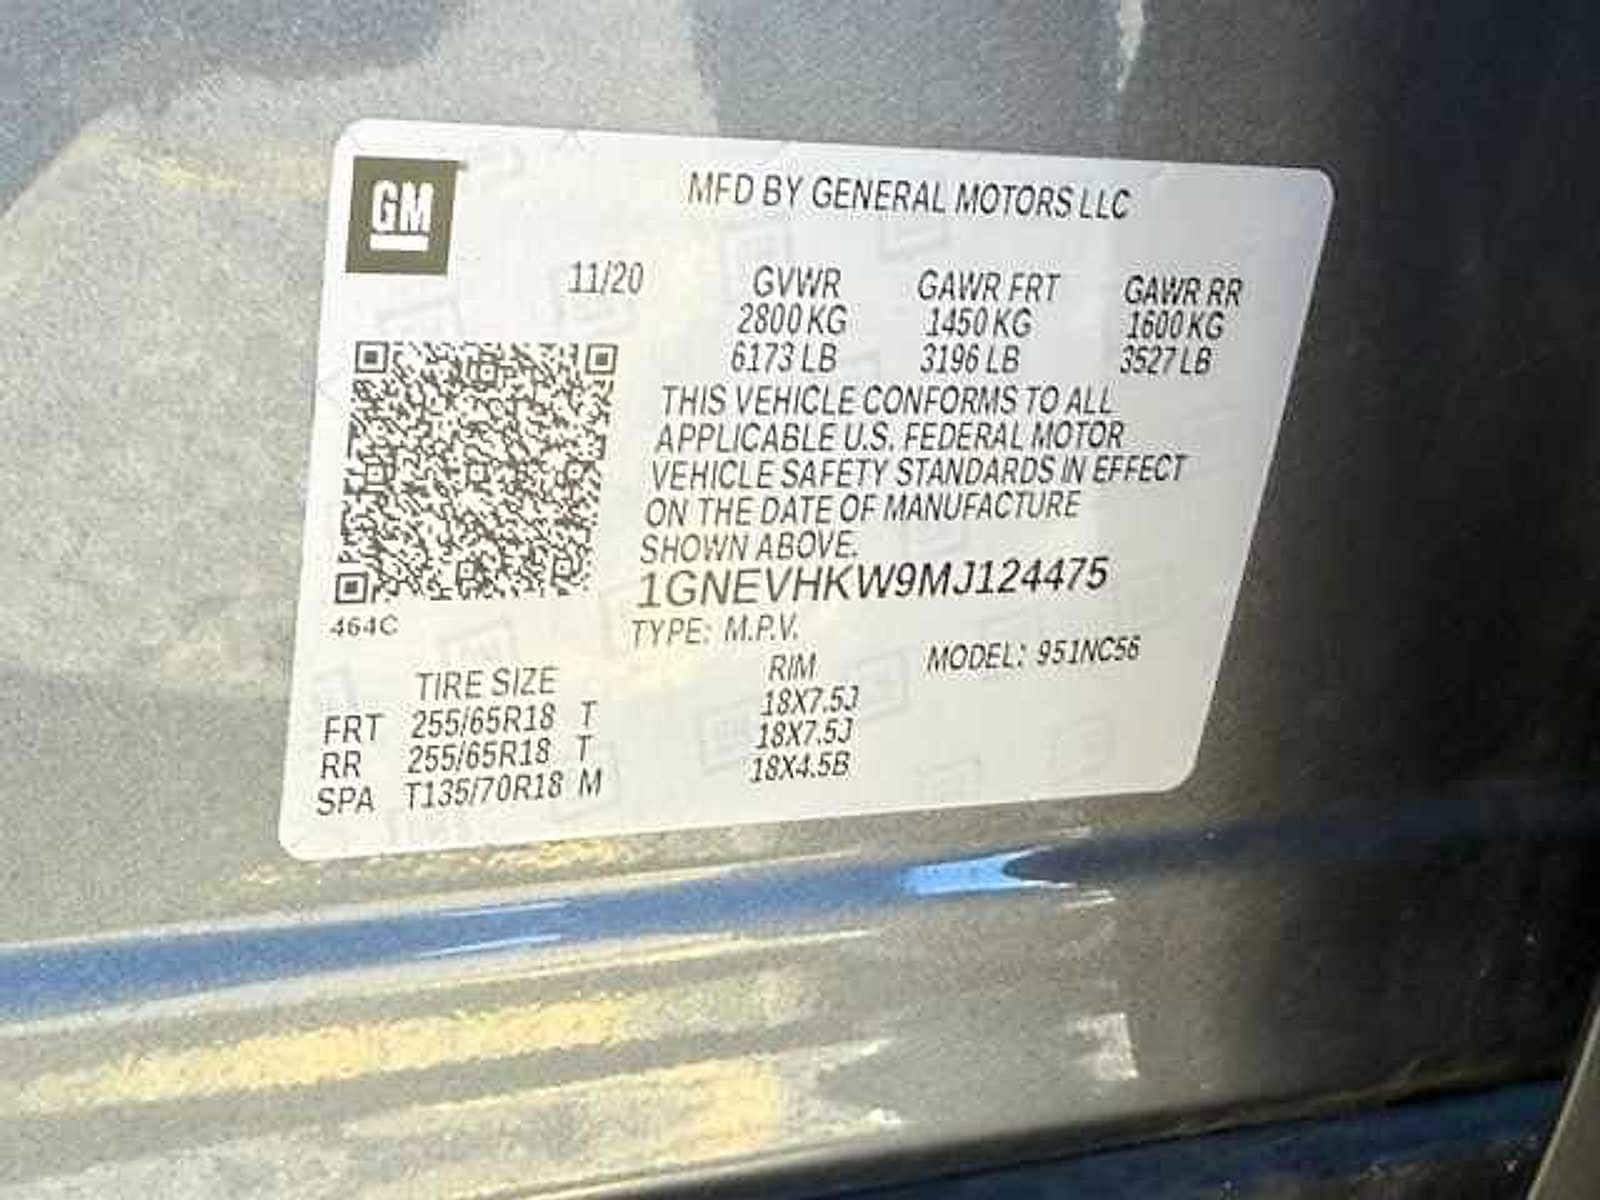 GM
MFD BY GENERAL MOTORS LLC
11/20 GVWR GAWR FRT GAWR RR
2800 KG 1450 KG 1600 KG
6173 LB 3196 LB 3527 LB
THIS VEHICLE CONFORMS TO ALL
APPLICABLE U.S. FEDERAL MOTOR
VEHICLE SAFETY STANDARDS IN EFFECT
ON THE DATE OF MANUFACTURE
SHOWN ABOVE.
1GNEVHKW9MJ124475
464C
TYPE: M.P.V. MODEL: 951NC56
TIRE SIZE RIM
FRT 255/65R18 T 18X7.5J
RR 255/65R18 T 18X7.5J
SPA T135/70R18 M 18X4.5B